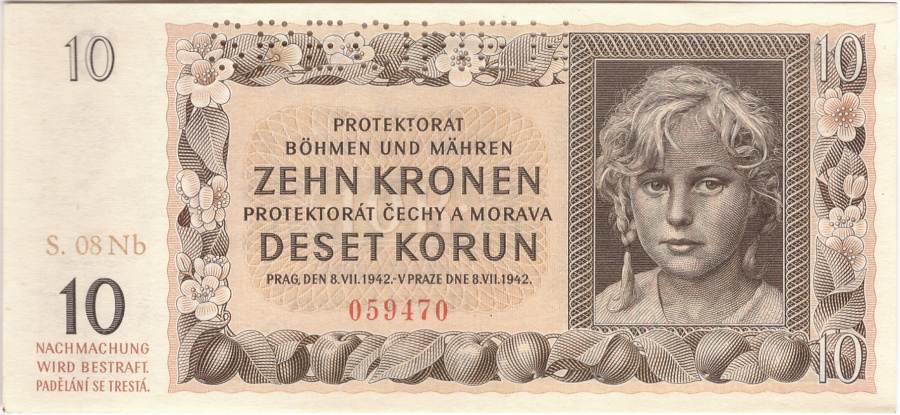 10
10
PROTEKTORAT
BÖHMEN UND MÄHREN
ZEHN KRONEN
PROTEKTORÁT ČECHY A MORAVA
DESET KORUN
PRAG, DEN 8.VII.1942.-V PRAZE DNE 8.VII.1942.
059470
S. 08 Nb
10
NACHMACHUNG
WIRD BESTRAFT.
PADĚLÁNÍ SE TRESTÁ.
10